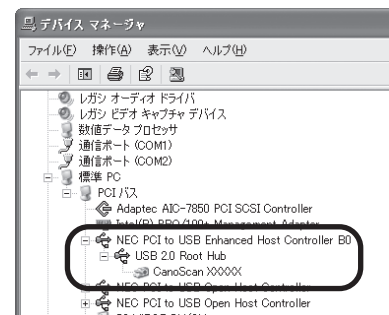 デバイス マネージャ
ファイル(F) 操作(A) 表示(V) ヘルプ(H)
レガシ オーディオ ドライバ
レガシ ビデオ キャプチャ デバイス
数値データ プロセッサ
通信ポート (COM1)
通信ポート (COM2)
標準 PC
PCI バス
Adaptec AIC-7850 PCI SCSI Controller
Intel(R) PRO/100+ Management Adapter
NEC PCI to USB Enhanced Host Controller B0
USB 2.0 Root Hub
CanoScan XXXXX
NEC PCI to USB Open Host Controller
NEC PCI to USB Open Host Controller